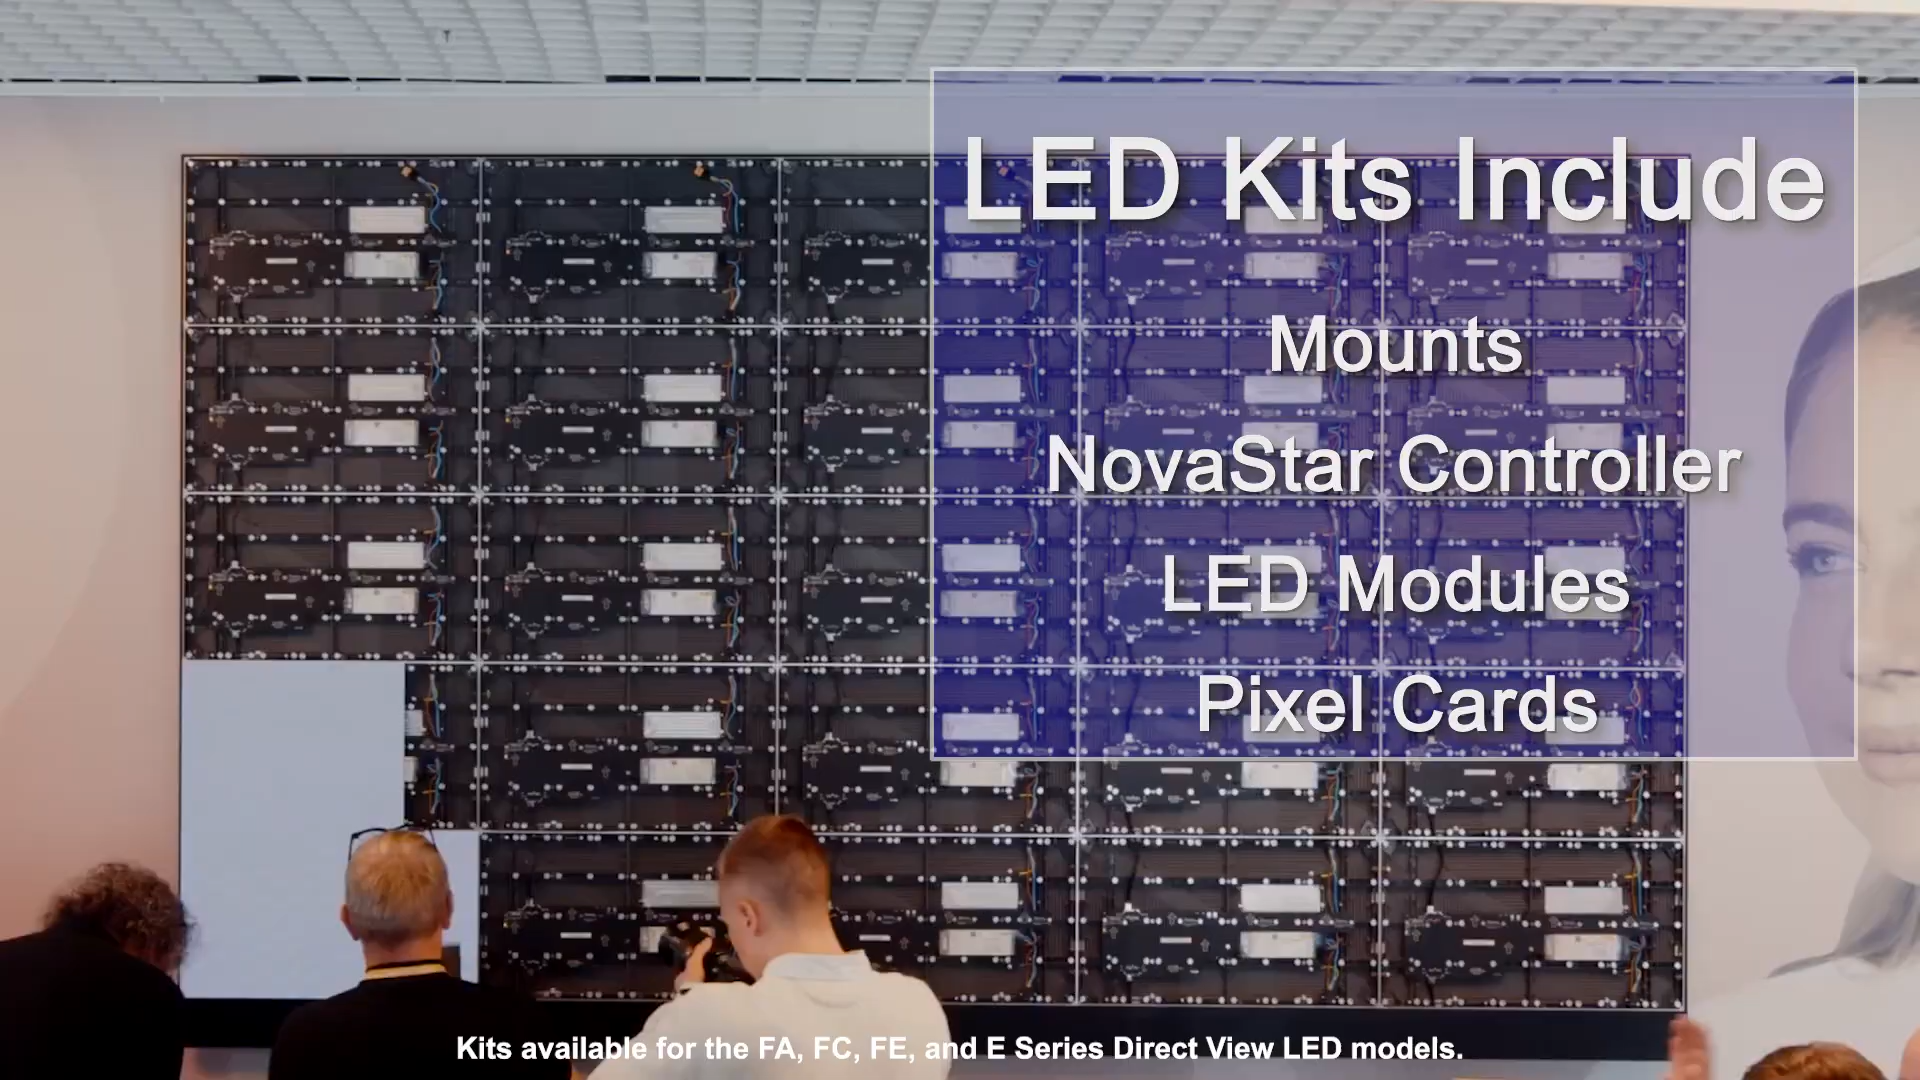 LED Kits Include
Mounts
NovaStar Controller
LED Modules
Pixel Cards
Kits available for the FA, FC, FE, and E Series Direct View LED models.